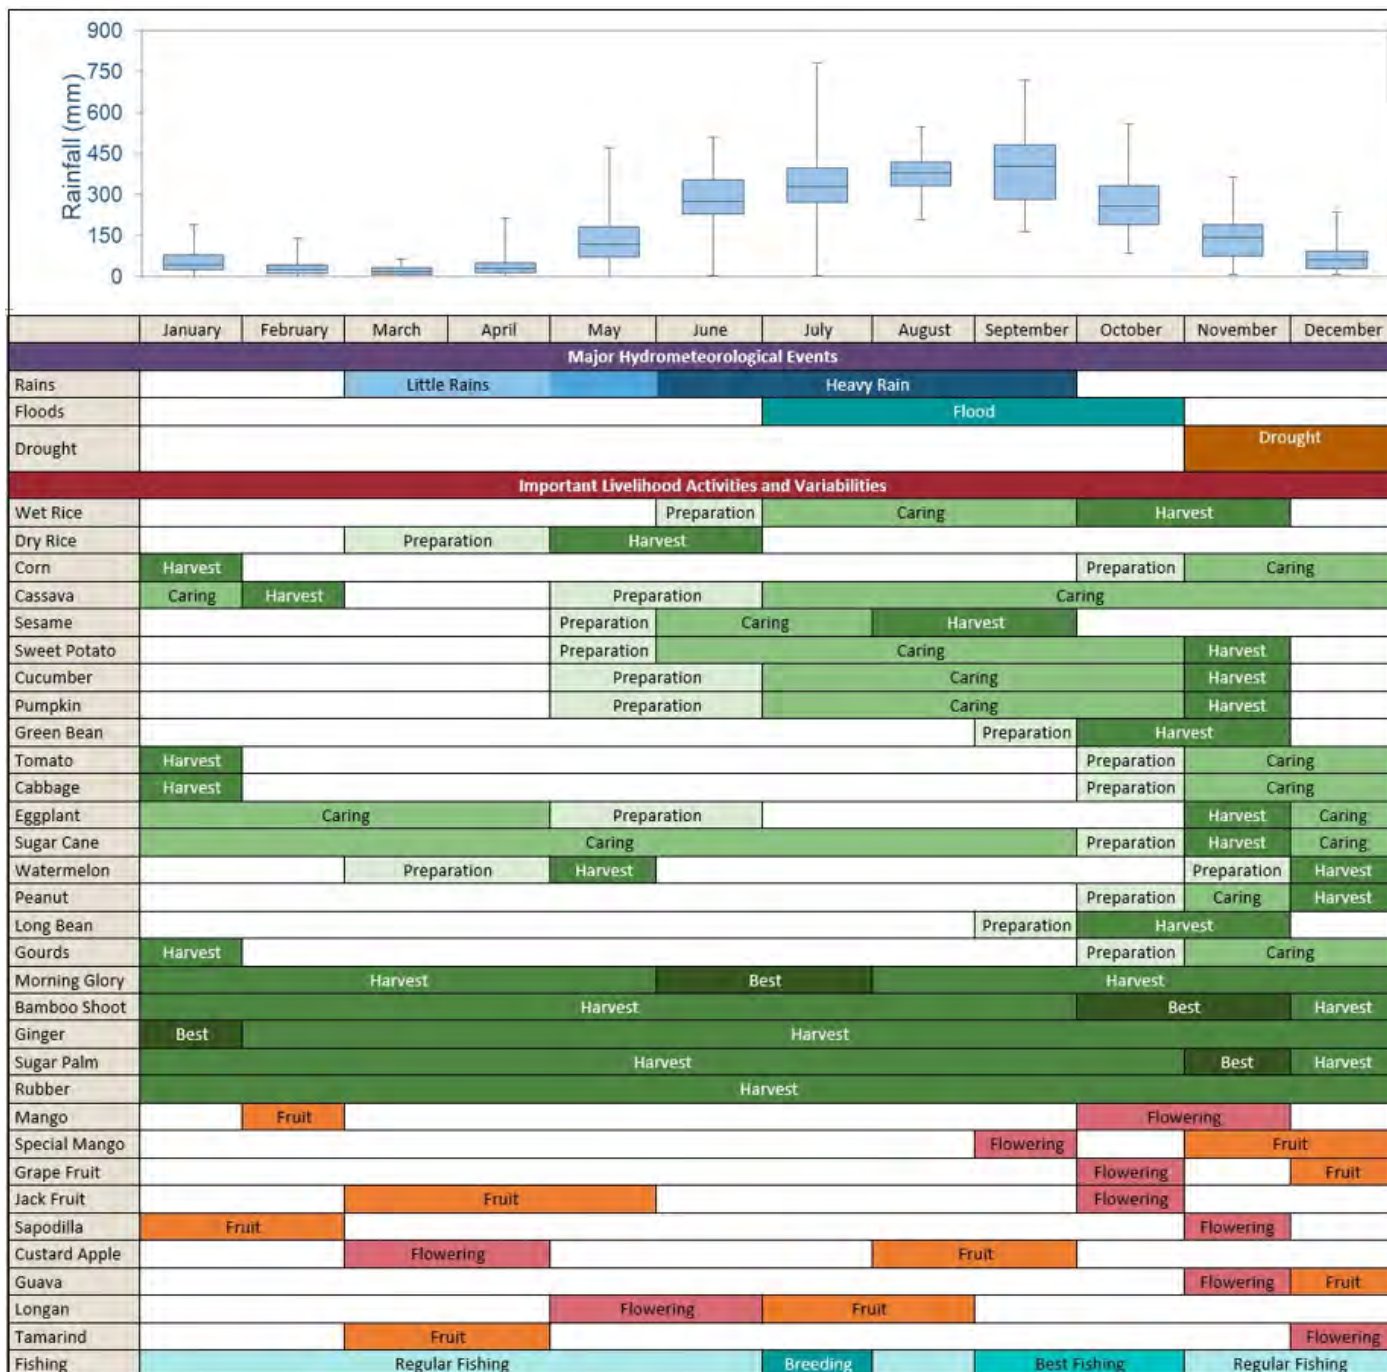 900
750
600
450
300
150
0
Rainfall (mm)
January February March April May June July August September October November December
Major Hydrometeorological Events
Rains Little Rains Heavy Rain
Floods Flood
Drought Drought
Important Livelihood Activities and Variabilities
Wet Rice Preparation Caring Harvest
Dry Rice Preparation Harvest
Corn Harvest Preparation Caring
Cassava Caring Harvest Preparation Caring
Sesame Preparation Caring Harvest
Sweet Potato Preparation Caring Harvest
Cucumber Preparation Caring Harvest
Pumpkin Preparation Caring Harvest
Green Bean Preparation Harvest
Tomato Harvest Preparation Caring
Cabbage Harvest Preparation Caring
Eggplant Caring Preparation Harvest Caring
Sugar Cane Caring Preparation Harvest Caring
Watermelon Preparation Harvest Preparation Harvest
Peanut Preparation Caring Harvest
Long Bean Preparation Harvest
Gourds Harvest Preparation Caring
Morning Glory Harvest Best Harvest
Bamboo Shoot Harvest Best Harvest
Ginger Best Harvest
Sugar Palm Harvest Best Harvest
Rubber Harvest
Mango Fruit Flowering
Special Mango Flowering Fruit
Grape Fruit Flowering Fruit
Jack Fruit Fruit Flowering
Sapodilla Fruit Flowering
Custard Apple Flowering Fruit
Guava Flowering Fruit
Longan Flowering Fruit
Tamarind Fruit Flowering
Fishing Regular Fishing Breeding Best Fishing Regular Fishing